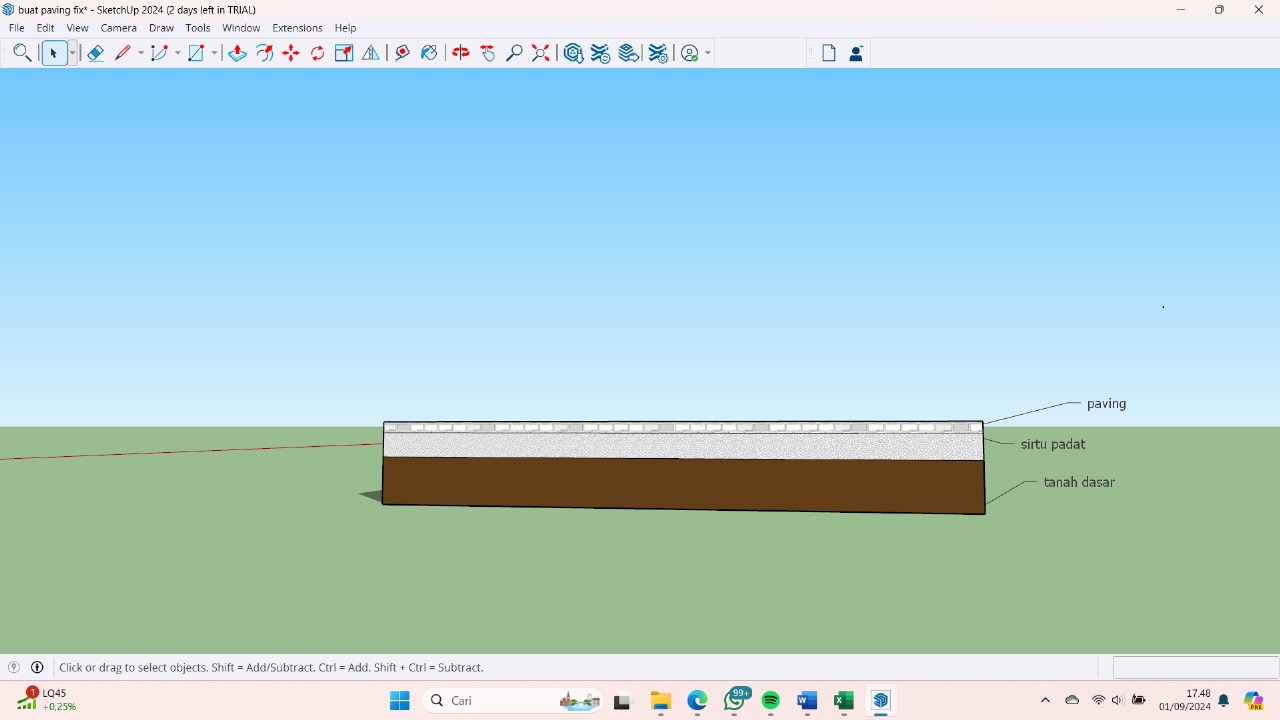 buat paving fix* - SketchUp 2024 (2 days left in TRIAL)
File Edit View Camera Draw Tools Window Extensions Help
paving
sirtu padat
tanah dasar
Click or drag to select objects. Shift = Add/Subtract. Ctrl = Add. Shift + Ctrl = Subtract.
1
LQ45
+0.25%
Cari
99+
17.48
01/09/2024
PRE